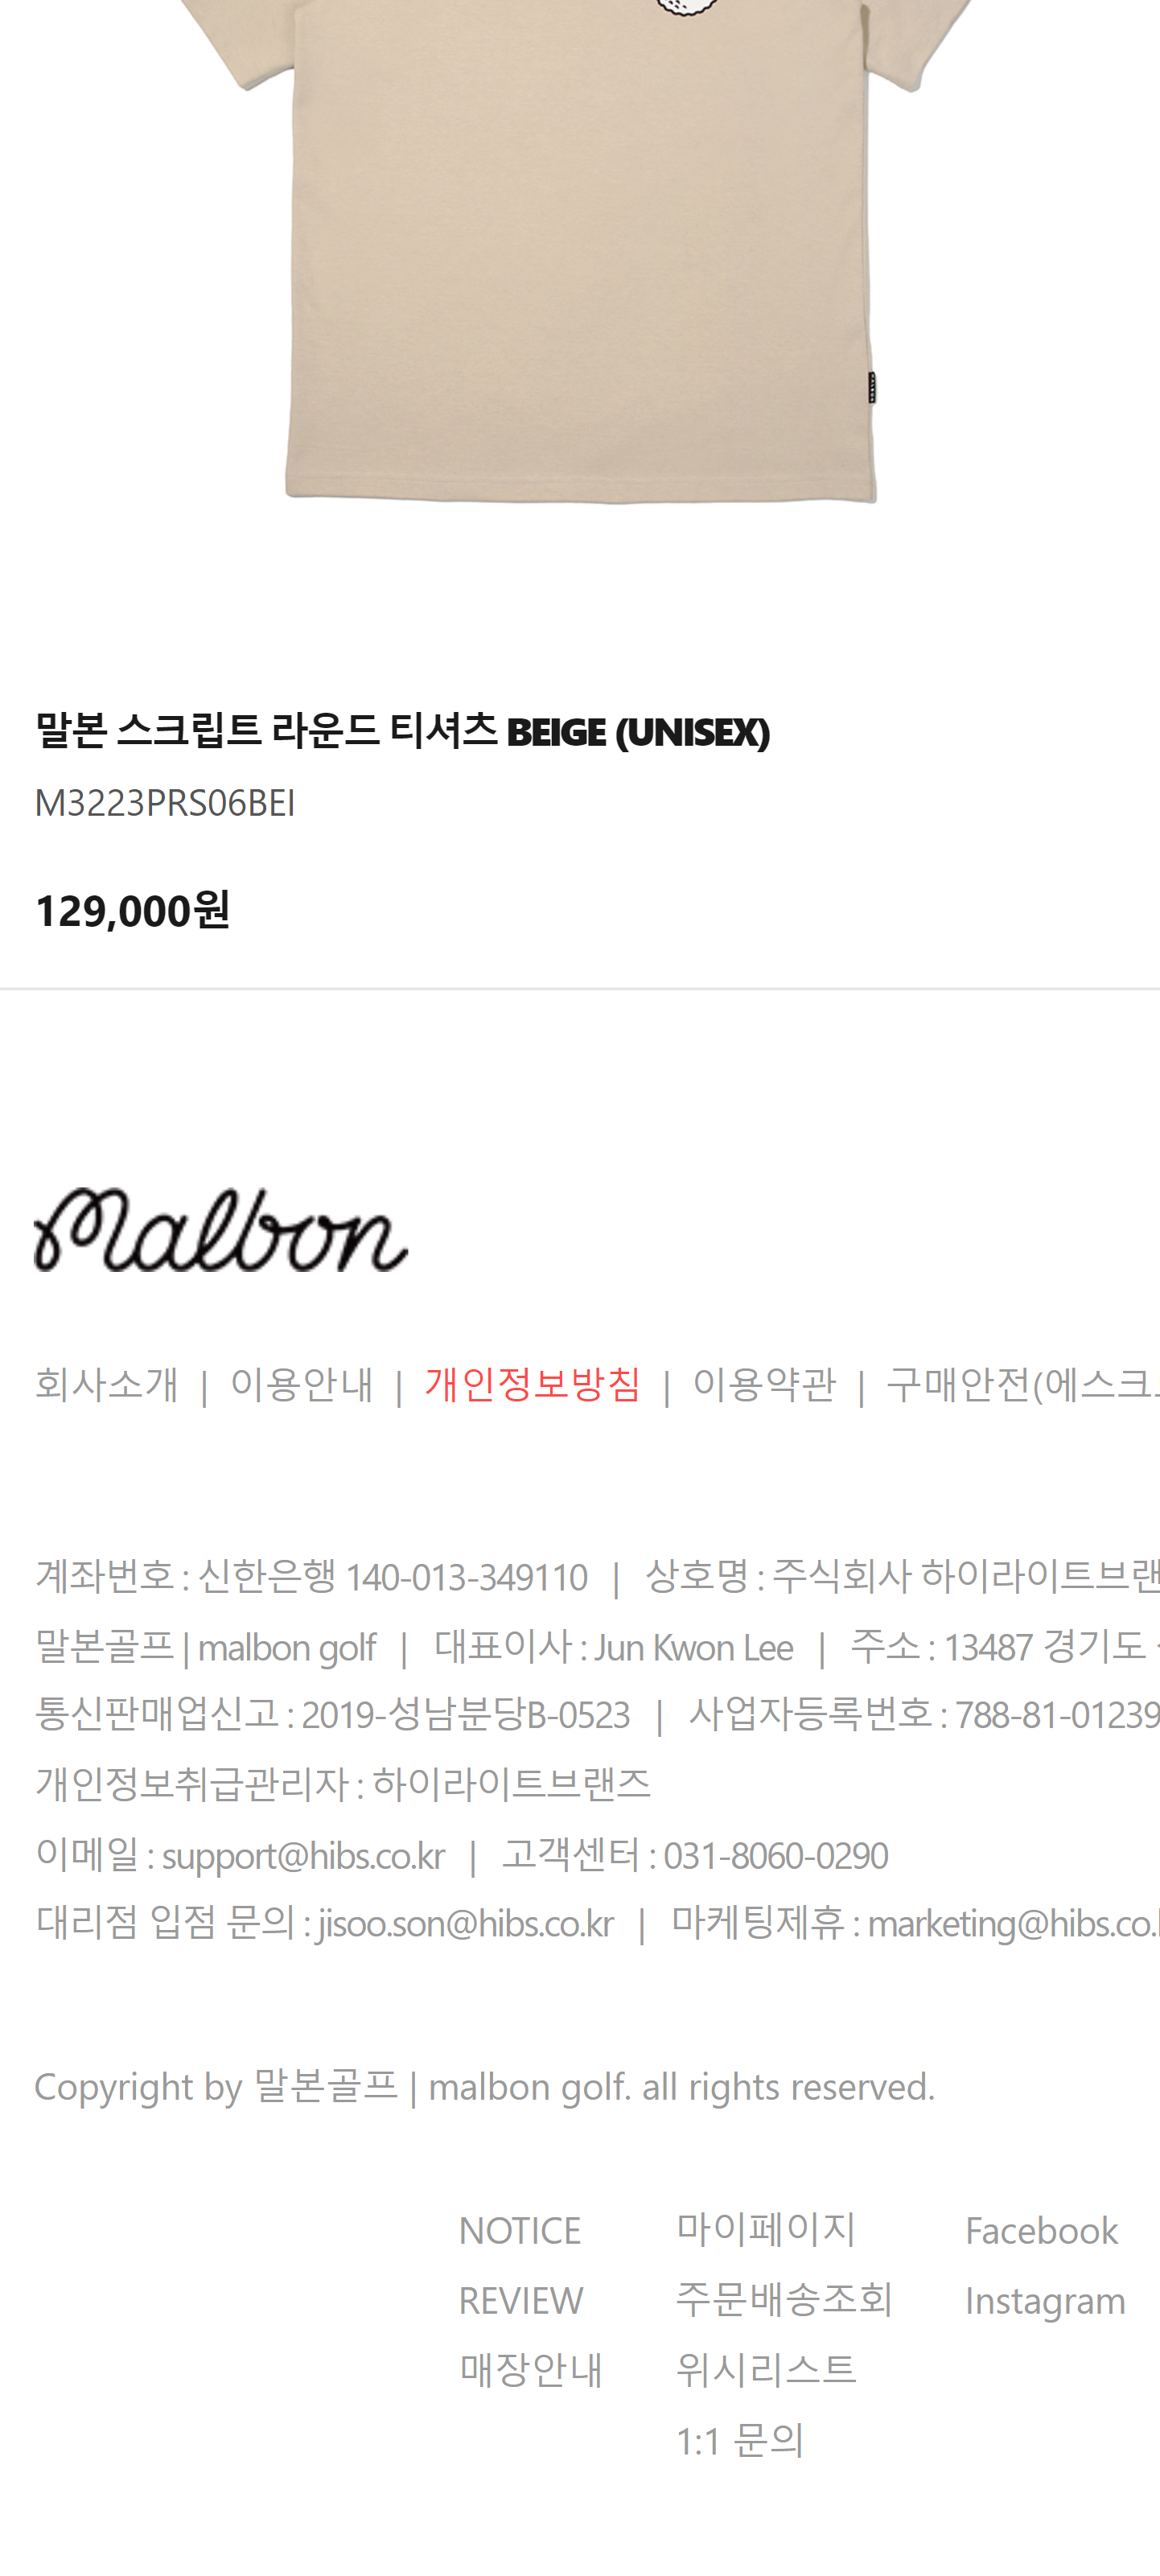 말본 스크립트 라운드 티셔츠 BEIGE (UNISEX)
M3223PRS06BEI
129,000원
Malbon
회사소개 | 이용안내 | 개인정보방침 | 이용약관 | 구매안전(에스크
계좌번호 : 신한은행 140-013-349110 | 상호명 : 주식회사 하이라이트브랜
말본골프 | malbon golf | 대표이사 : Jun Kwon Lee | 주소 : 13487 경기도
통신판매업신고 : 2019-성남분당B-0523 | 사업자등록번호 : 788-81-01239
개인정보취급관리자 : 하이라이트브랜즈
이메일 : support@hibs.co.kr | 고객센터 : 031-8060-0290
대리점 입점 문의 : jisoo.son@hibs.co.kr | 마케팅제휴 : marketing@hibs.co.
Copyright by 말본골프 | malbon golf. all rights reserved.
NOTICE 마이페이지 Facebook
REVIEW 주문배송조회 Instagram
매장안내 위시리스트
1:1 문의